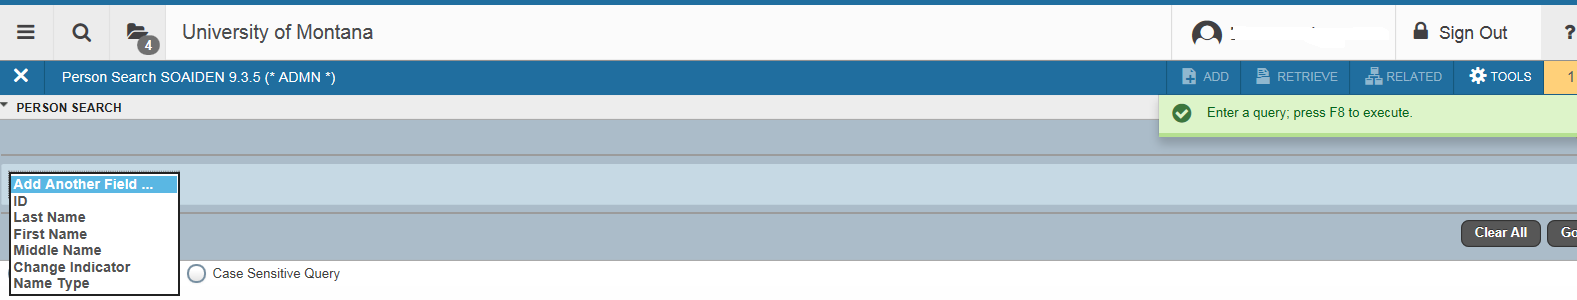 4
University of Montana
Sign Out
?
Person Search SOAIDEN 9.3.5 (* ADMN *)
ADD
RETRIEVE
RELATED
TOOLS
1
PERSON SEARCH
Enter a query; press F8 to execute.
Add Another Field ...
ID
Last Name
First Name
Middle Name
Change Indicator
Name Type
Clear All
Go
Case Sensitive Query